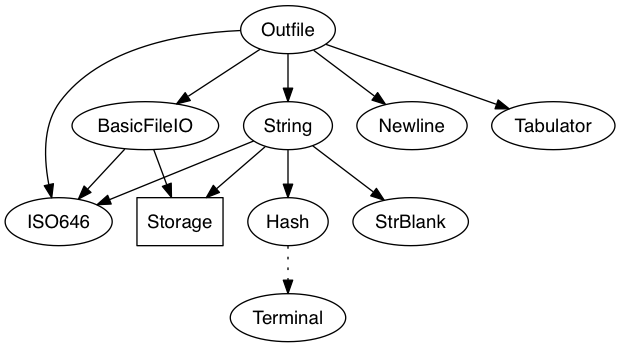 Outfile
BasicFileIO
String
Newline
Tabulator
ISO646
Storage
Hash
StrBlank
Terminal